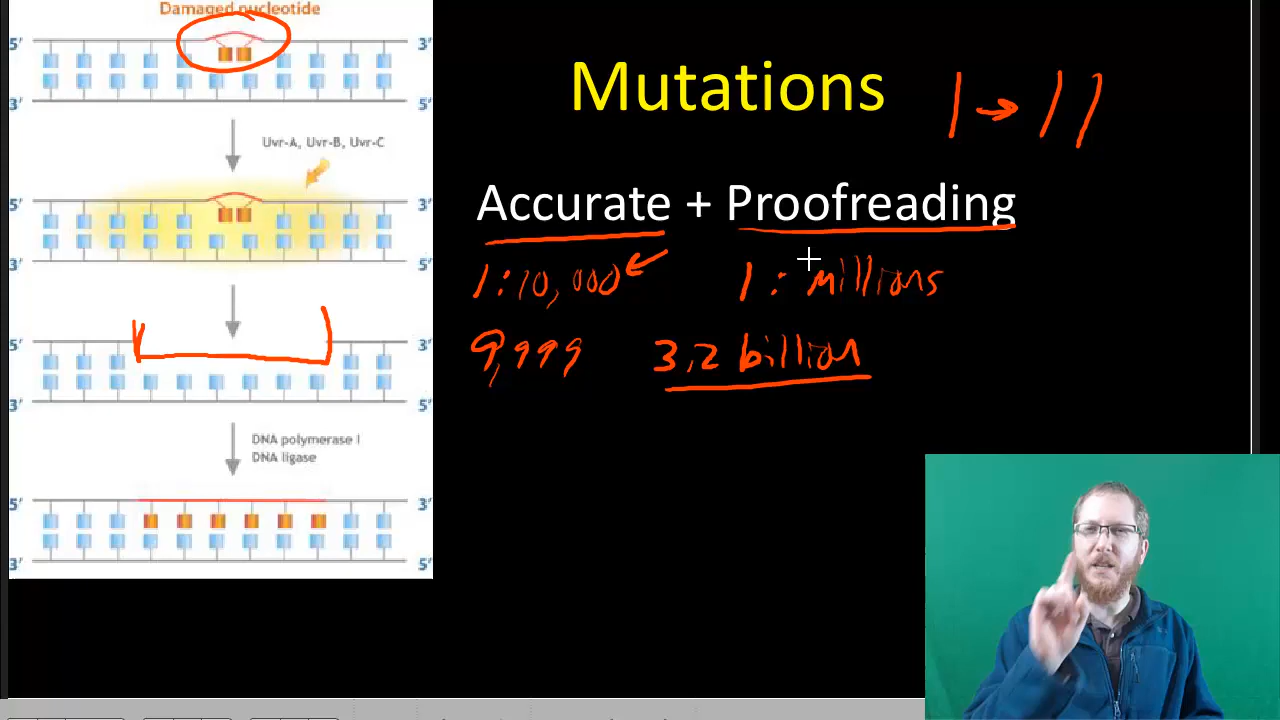 Damaged nucleotide
5' 3'
3' 5'
Uvr-A, Uvr-B, Uvr-C
5' 3'
3' 5'
5' 3'
3' 5'
DNA polymerase I
DNA ligase
5' 3'
3' 5'
Mutations
1 → 11
Accurate + Proofreading
1:10,000 1: millions
9,999 3.2 billion